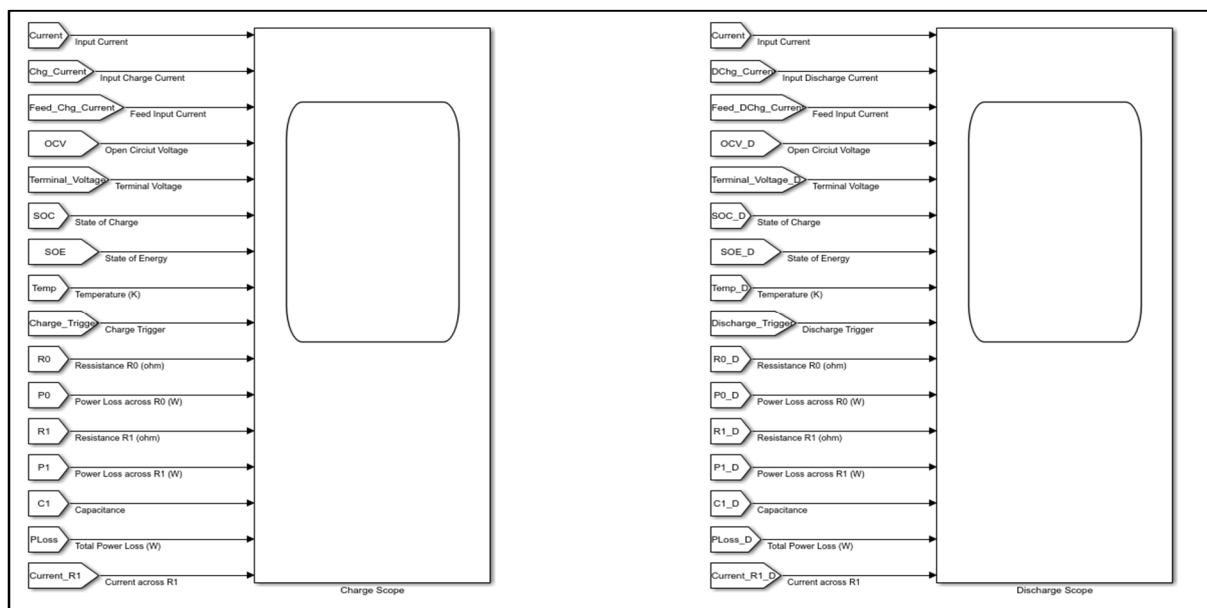 Current
Input Current
Chg_Current
Input Charge Current
Feed_Chg_Current
Feed Input Current
OCV
Open Circiut Voltage
Terminal_Voltage
Terminal Voltage
SOC
State of Charge
SOE
State of Energy
Temp
Temperature (K)
Charge_Trigger
Charge Trigger
R0
Ressistance R0 (ohm)
P0
Power Loss across R0 (W)
R1
Resistance R1 (ohm)
P1
Power Loss across R1 (W)
C1
Capacitance
PLoss
Total Power Loss (W)
Current_R1
Current across R1
Charge Scope
Current
Input Current
DChg_Current
Input Discharge Current
Feed_DChg_Current
Feed Input Current
OCV_D
Open Circiut Voltage
Terminal_Voltage_D
Terminal Voltage
SOC_D
State of Charge
SOE_D
State of Energy
Temp_D
Temperature (K)
Discharge_Trigger
Discharge Trigger
R0_D
Ressistance R0 (ohm)
P0_D
Power Loss across R0 (W)
R1_D
Resistance R1 (ohm)
P1_D
Power Loss across R1 (W)
C1_D
Capacitance
PLoss_D
Total Power Loss (W)
Current_R1_D
Current across R1
Discharge Scope